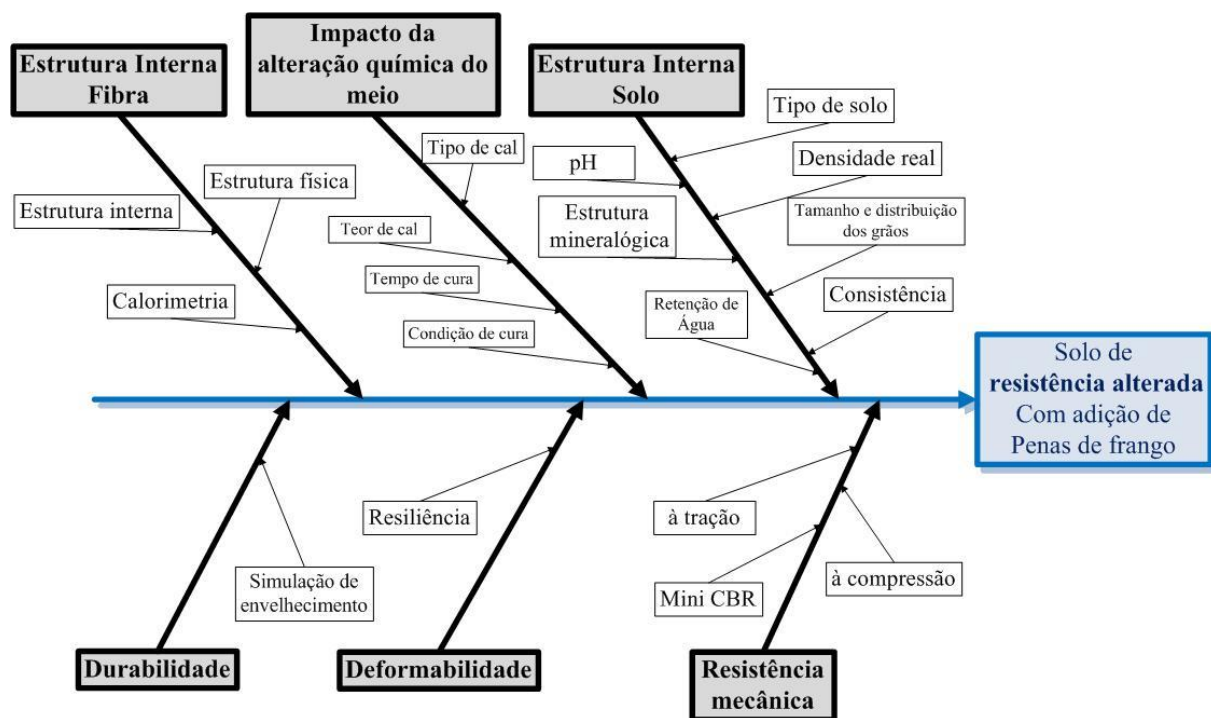 Estrutura Interna
Fibra
Impacto da
alteração química do
meio
Estrutura Interna
Solo
Tipo de solo
Tipo de cal
pH
Densidade real
Estrutura física
Estrutura interna
Estrutura
mineralógica
Tamanho e distribuição
dos grãos
Teor de cal
Tempo de cura
Calorimetria
Consistência
Retenção de
Água
Condição de cura
Solo de
resistência alterada
Com adição de
Penas de frango
Resiliência
à tração
Simulação de
envelhecimento
Mini CBR
à compressão
Durabilidade
Deformabilidade
Resistência
mecânica